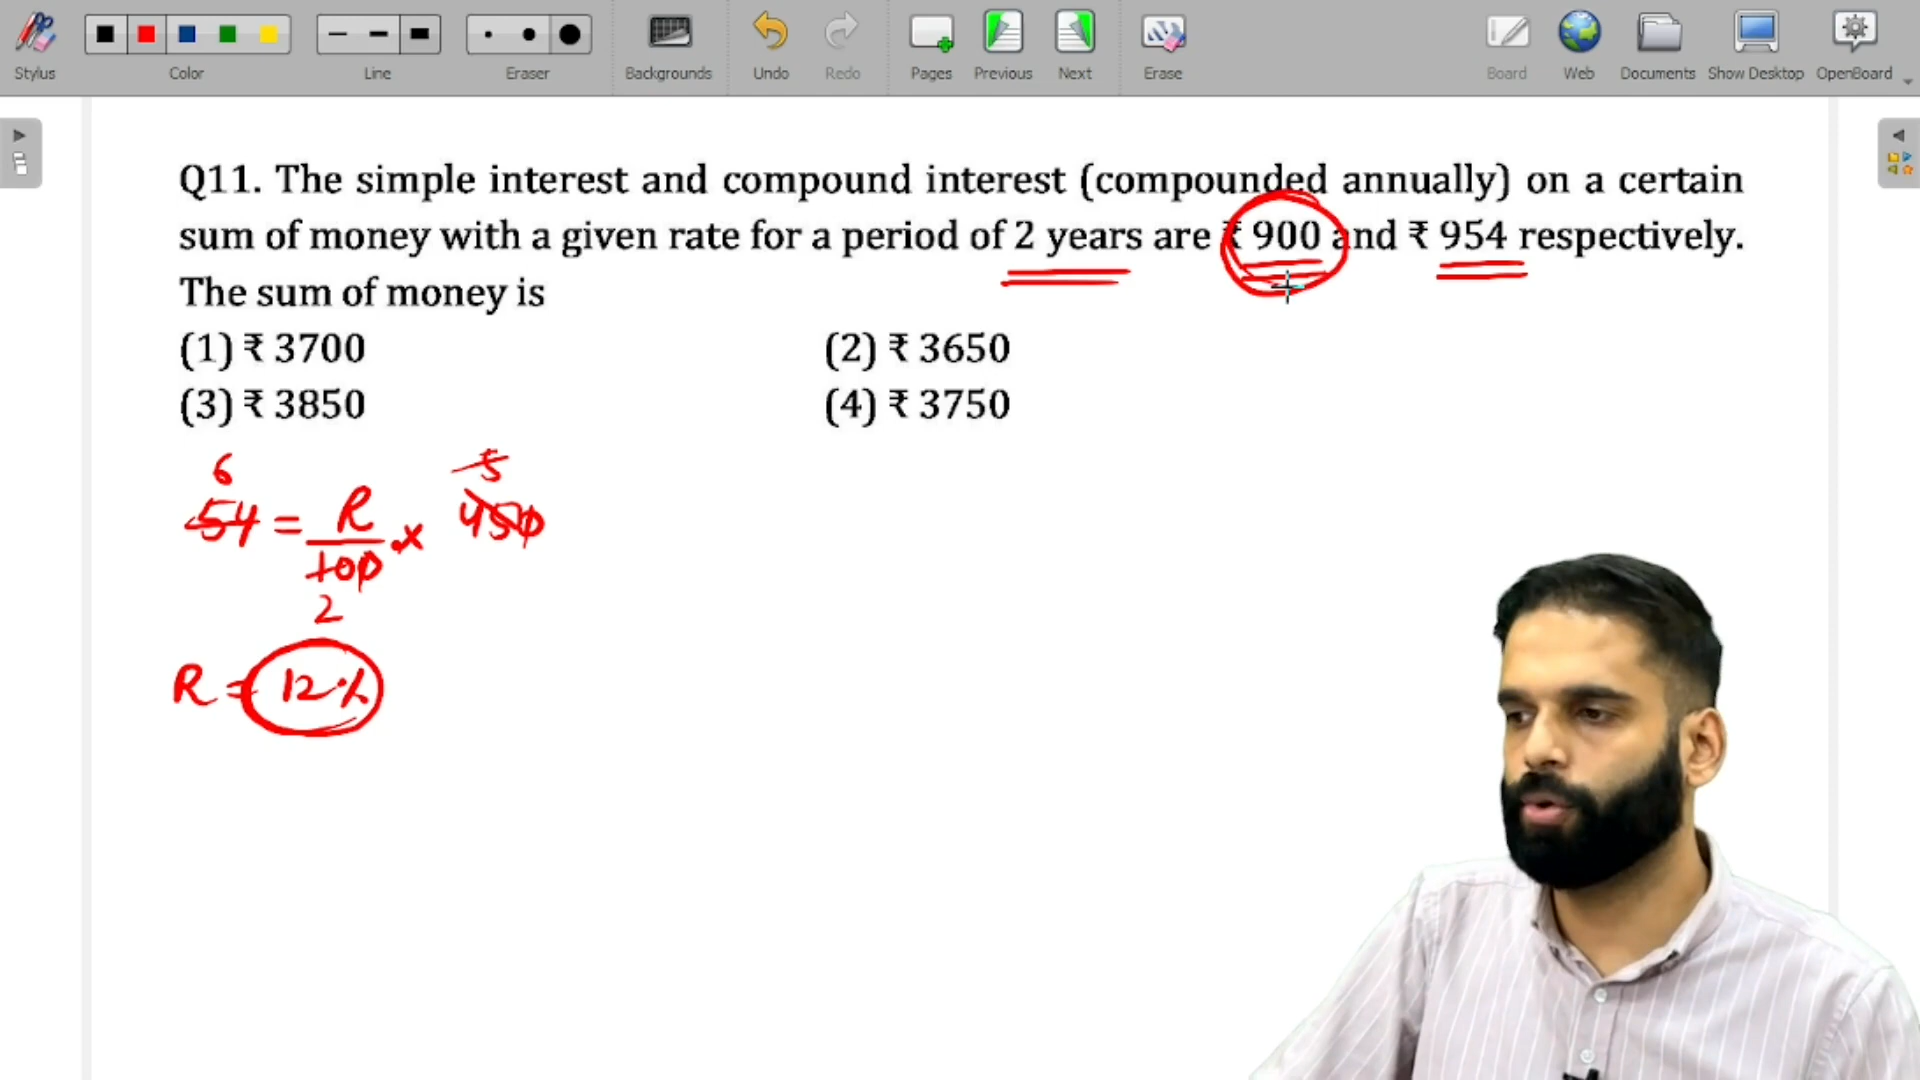 Stylus Color Line Eraser Backgrounds Undo Redo Pages Previous Next Erase Board Web Documents Show Desktop OpenBoard
Q11. The simple interest and compound interest (compounded annually) on a certain
sum of money with a given rate for a period of 2 years are ₹ 900 and ₹ 954 respectively.
The sum of money is
(1) ₹ 3700 (2) ₹ 3650
(3) ₹ 3850 (4) ₹ 3750
6 5
54 = R × 450
100
2
R = 12%